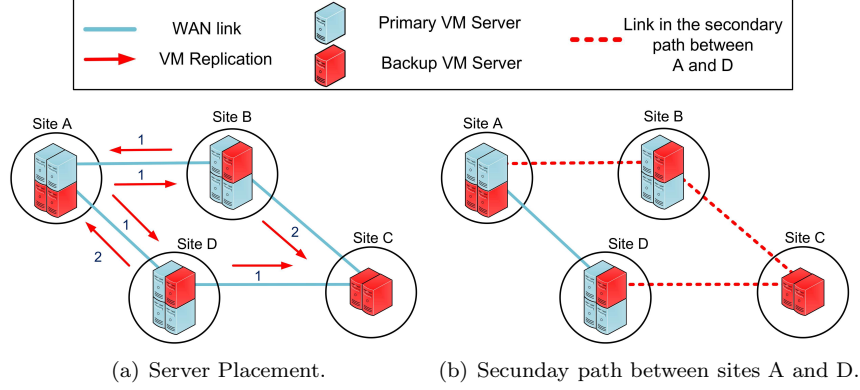 WAN link
VM Replication
Primary VM Server
Backup VM Server
Link in the secondary
path between
A and D
Site A
1
Site B
1
1
2
2
Site D
1
Site C
Site A
Site B
Site D
Site C
(a) Server Placement.
(b) Secunday path between sites A and D.